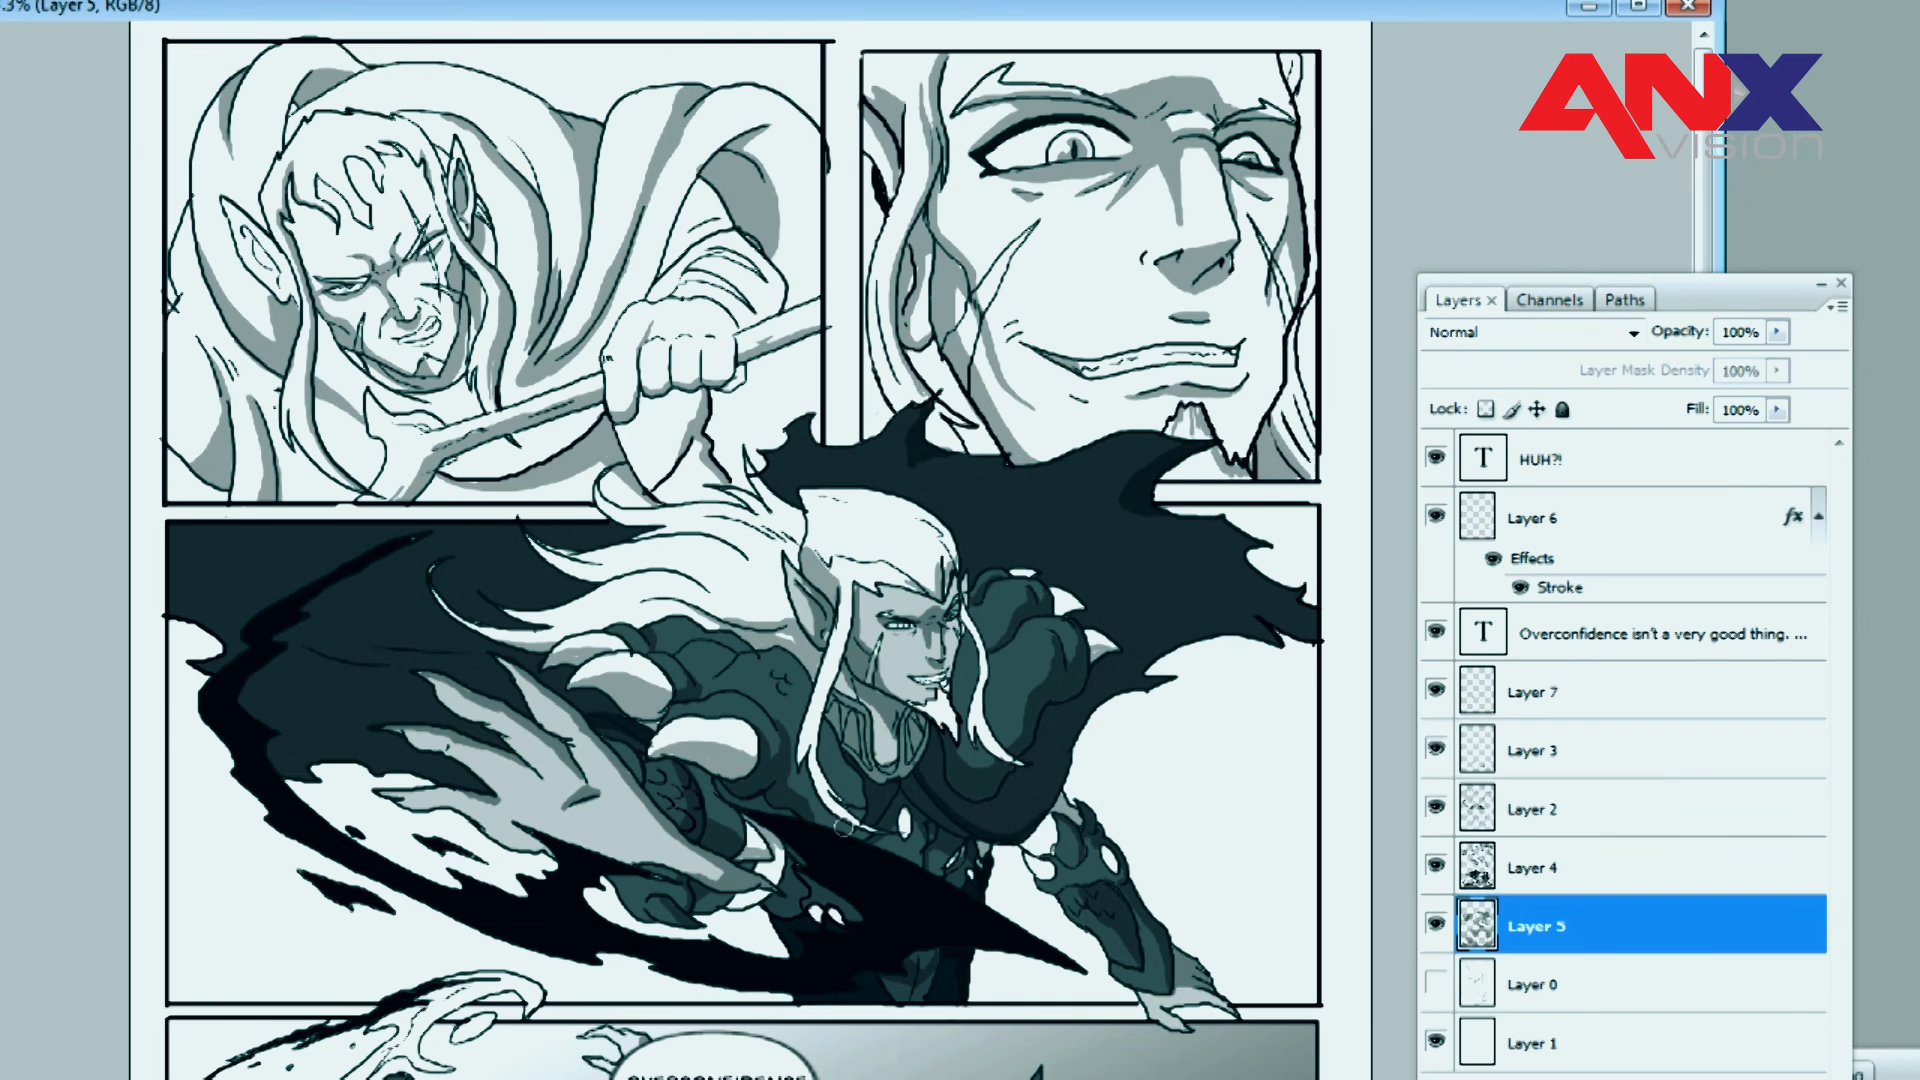 .3% (Layer 5, RGB/8)
ANX
vision
Layers × Channels Paths
Normal Opacity: 100%
Layer Mask Density 100%
Lock: Fill: 100%
T HUH?!
Layer 6 fx
Effects
Stroke
T Overconfidence isn't a very good thing. ...
Layer 7
Layer 3
Layer 2
Layer 4
Layer 5
Layer 0
Layer 1
OVERCONFIDENCE